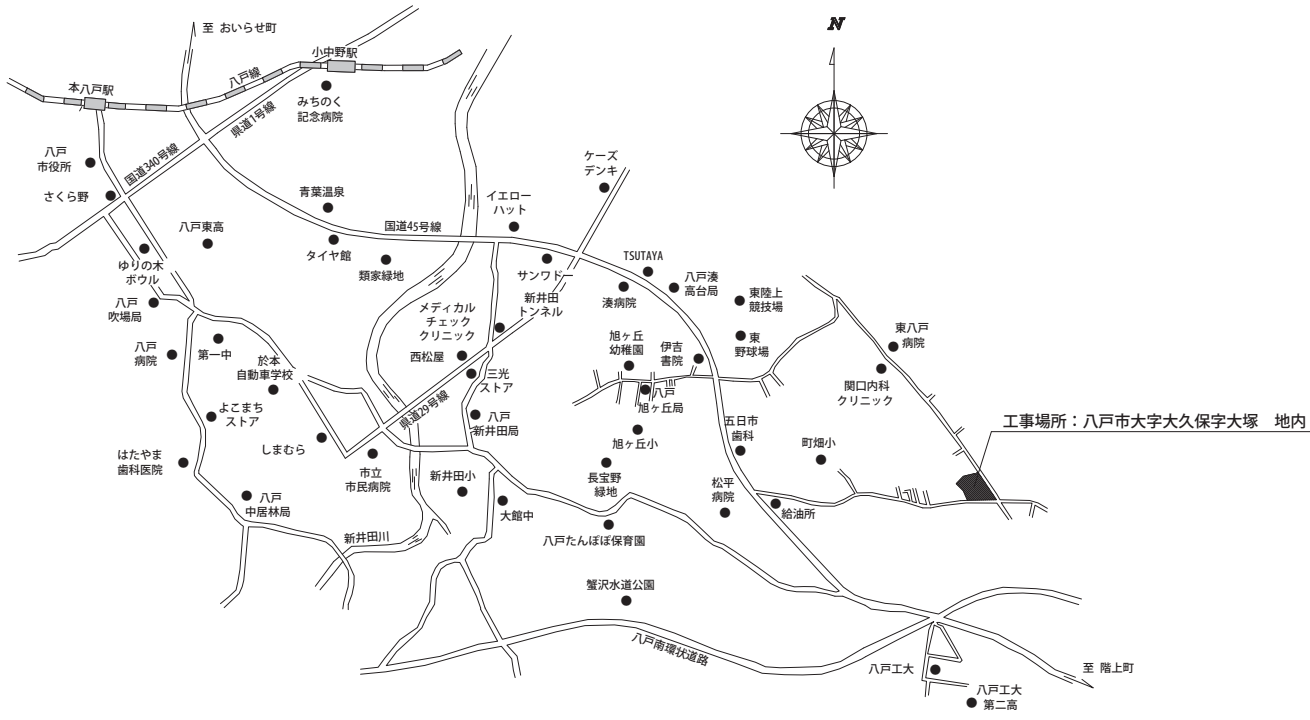 至 おいらせ町
N
小中野駅
八戸線
本八戸駅
みちのく
記念病院
県道1号線
国道340号線
八戸
市役所
さくら野
ケーズ
デンキ
青葉温泉
イエロー
ハット
国道45号線
八戸東高
タイヤ館
類家緑地
サンワドー
TSUTAYA
湊病院
八戸湊
高台局
東陸上
競技場
ゆりの木
ボウル
八戸
吹場局
新井田
トンネル
メディカル
チェック
クリニック
旭ヶ丘
幼稚園
伊吉
書院
東
野球場
東八戸
病院
八戸
病院
第一中
於本
自動車学校
西松屋
三光
ストア
八戸
旭ヶ丘局
関口内科
クリニック
県道29号線
よこまち
ストア
八戸
新井田局
旭ヶ丘小
五日市
歯科
町畑小
工事場所：八戸市大字大久保字大塚　地内
しまむら
はたやま
歯科医院
市立
市民病院
新井田小
長宝野
緑地
松平
病院
八戸
中居林局
大館中
給油所
新井田川
八戸たんぽぽ保育園
蟹沢水道公園
八戸南環状道路
八戸工大
至 階上町
八戸工大
第二高